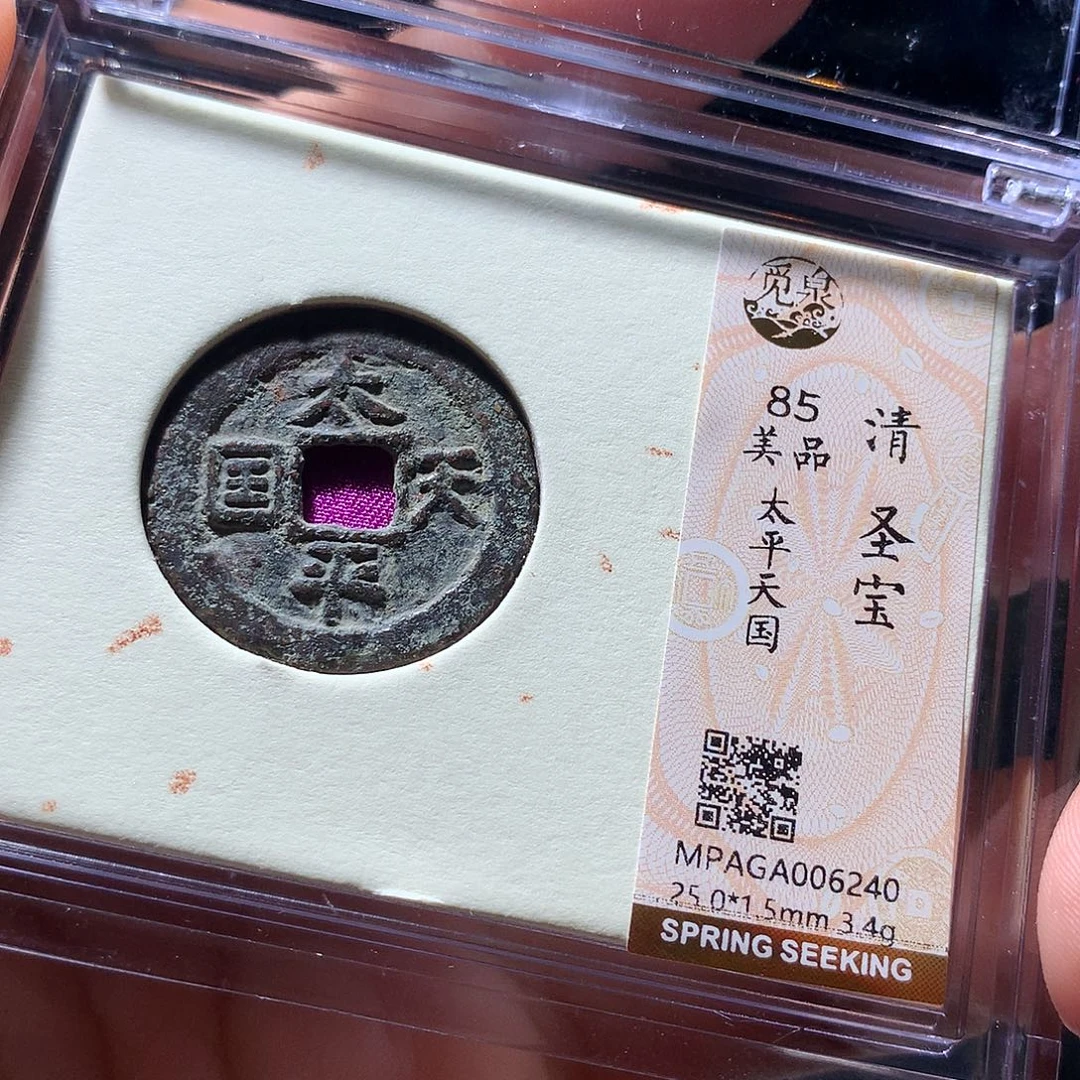 太平天囯
觅泉
清 圣宝
85
美品
太平天国
MPAGA006240
25.0*1.5mm 3.4g
SPRING SEEKING